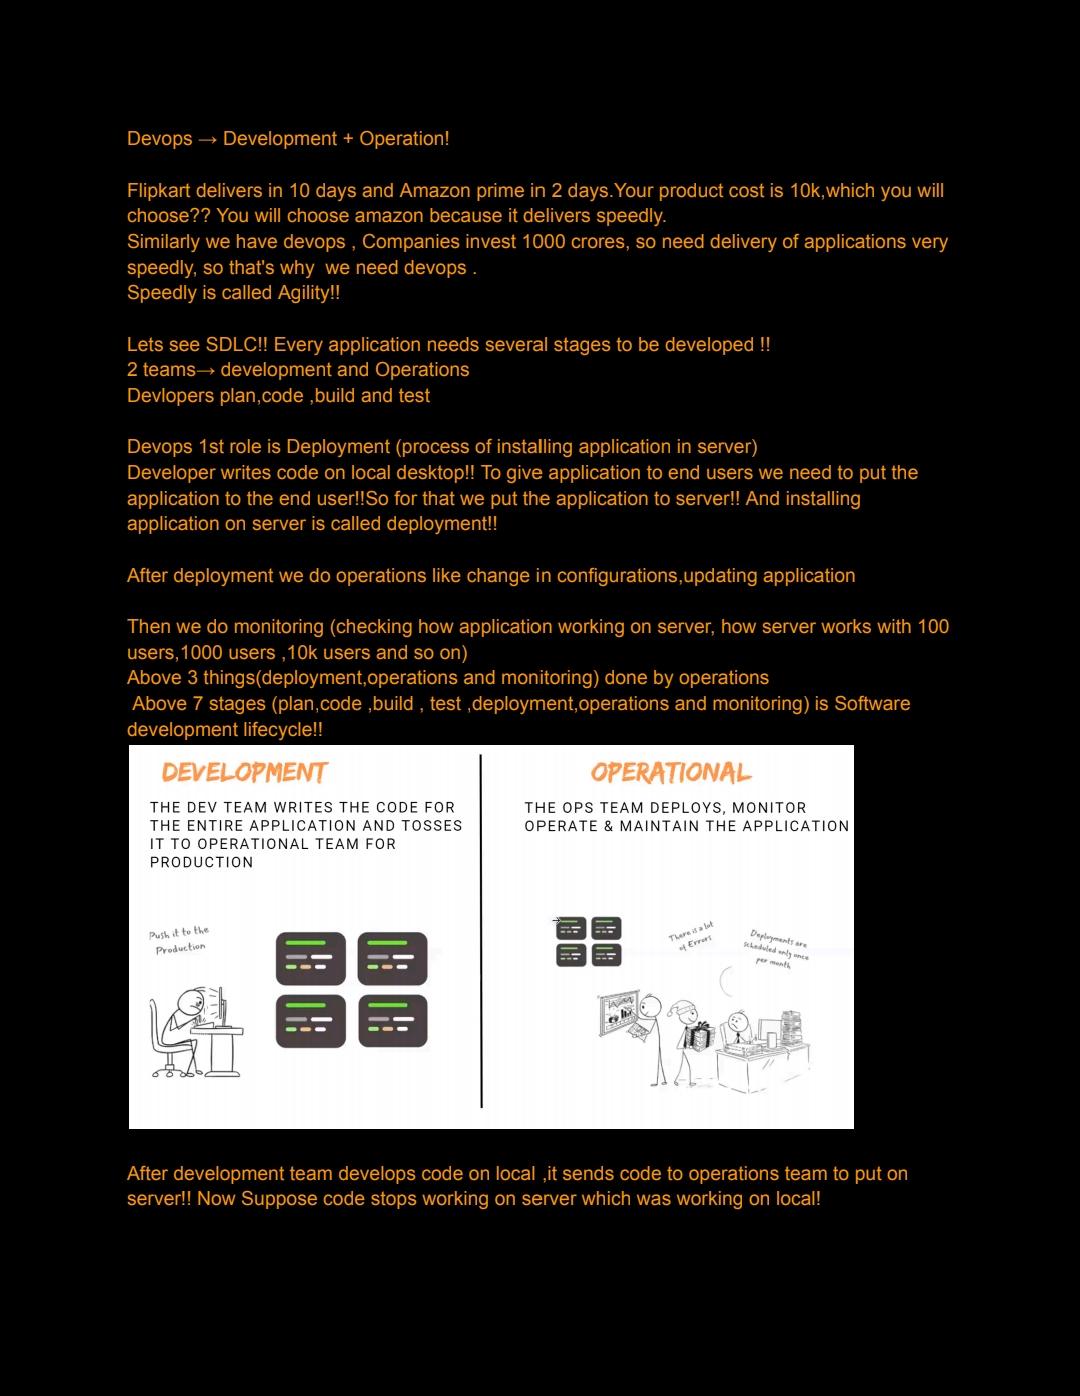 Devops → Development + Operation!
Flipkart delivers in 10 days and Amazon prime in 2 days.Your product cost is 10k,which you will
choose?? You will choose amazon because it delivers speedly.
Similarly we have devops , Companies invest 1000 crores, so need delivery of applications very
speedly, so that's why  we need devops .
Speedly is called Agility!!
Lets see SDLC!! Every application needs several stages to be developed !!
2 teams→ development and Operations
Devlopers plan,code ,build and test
Devops 1st role is Deployment (process of installing application in server)
Developer writes code on local desktop!! To give application to end users we need to put the
application to the end user!!So for that we put the application to server!! And installing
application on server is called deployment!!
After deployment we do operations like change in configurations,updating application
Then we do monitoring (checking how application working on server, how server works with 100
users,1000 users ,10k users and so on)
Above 3 things(deployment,operations and monitoring) done by operations
Above 7 stages (plan,code ,build , test ,deployment,operations and monitoring) is Software
development lifecycle!!
DEVELOPMENT
THE DEV TEAM WRITES THE CODE FOR
THE ENTIRE APPLICATION AND TOSSES
IT TO OPERATIONAL TEAM FOR
PRODUCTION
Push it to the
Production
OPERATIONAL
THE OPS TEAM DEPLOYS, MONITOR
OPERATE & MAINTAIN THE APPLICATION
There is a lot
of Errors
Deployments are
scheduled only once
per month
After development team develops code on local ,it sends code to operations team to put on
server!! Now Suppose code stops working on server which was working on local!